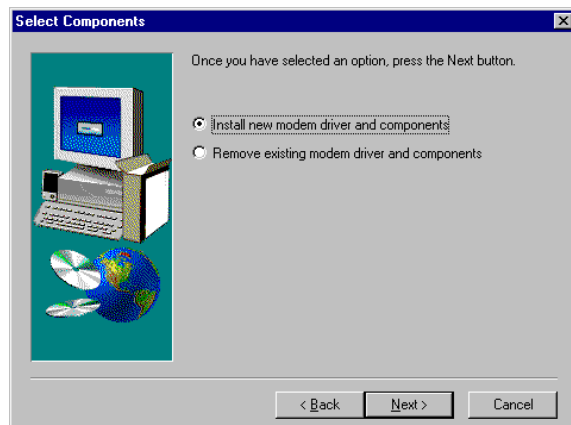 Select Components
Once you have selected an option, press the Next button.
Install new modem driver and components
Remove existing modem driver and components
< Back
Next >
Cancel